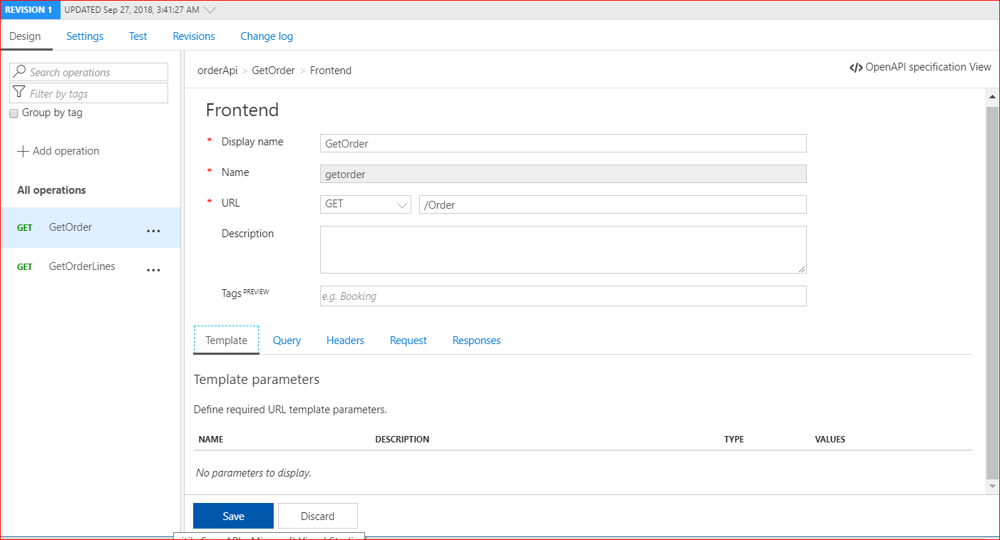 REVISION 1 UPDATED Sep 27, 2018, 3:41:27 AM
Design Settings Test Revisions Change log
Search operations
Filter by tags
Group by tag
Add operation
All operations
GET GetOrder ...
GET GetOrderLines ...
orderApi > GetOrder > Frontend
</> OpenAPI specification View
Frontend
* Display name GetOrder
* Name getorder
* URL GET /Order
Description
Tags PREVIEW e.g. Booking
Template Query Headers Request Responses
Template parameters
Define required URL template parameters.
NAME DESCRIPTION TYPE VALUES
No parameters to display.
Save Discard